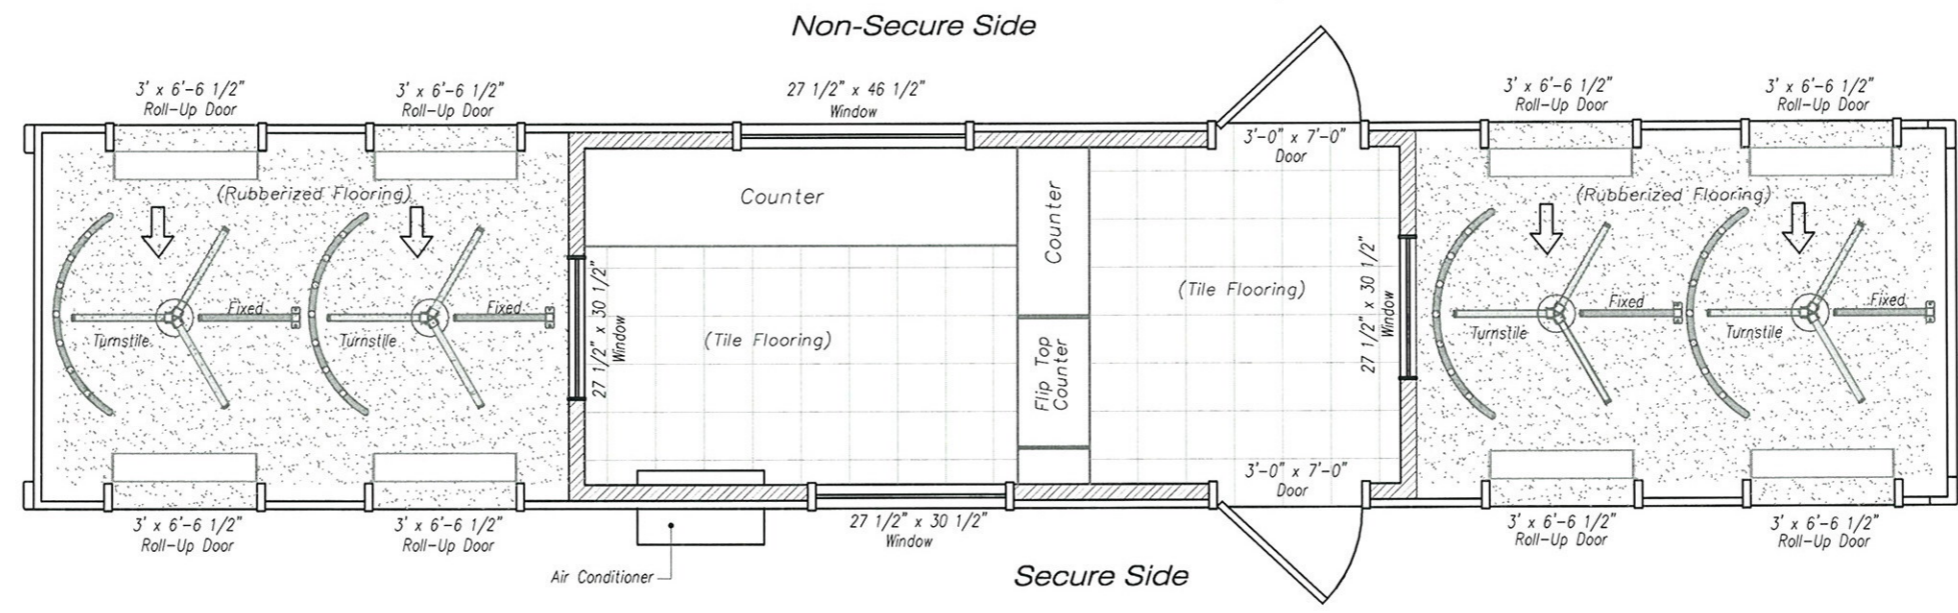 Non-Secure Side
3' x 6'-6 1/2"
Roll-Up Door
3' x 6'-6 1/2"
Roll-Up Door
27 1/2" x 46 1/2"
Window
3' x 6'-6 1/2"
Roll-Up Door
3' x 6'-6 1/2"
Roll-Up Door
3'-0" x 7'-0"
Door
(Rubberized Flooring)
Counter
Counter
(Rubberized Flooring)
Fixed
Turnstile
Fixed
Turnstile
27 1/2" x 30 1/2"
Window
(Tile Flooring)
Flip Top
Counter
(Tile Flooring)
27 1/2" x 30 1/2"
Window
Fixed
Turnstile
Fixed
Turnstile
3'-0" x 7'-0"
Door
3' x 6'-6 1/2"
Roll-Up Door
3' x 6'-6 1/2"
Roll-Up Door
27 1/2" x 30 1/2"
Window
3' x 6'-6 1/2"
Roll-Up Door
3' x 6'-6 1/2"
Roll-Up Door
Air Conditioner
Secure Side